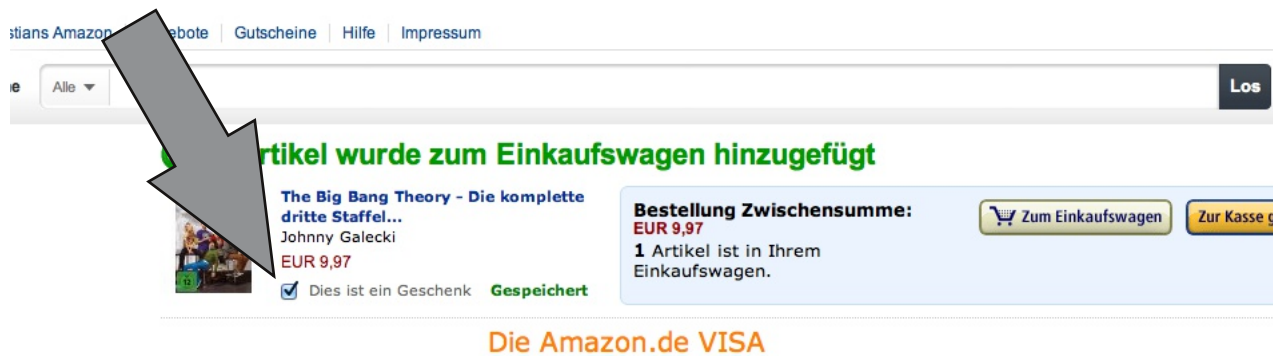 stians Amazon ebote Gutscheine Hilfe Impressum
e Alle Los
rtikel wurde zum Einkaufswagen hinzugefügt
The Big Bang Theory - Die komplette
dritte Staffel...
Johnny Galecki
EUR 9,97
Dies ist ein Geschenk Gespeichert
Bestellung Zwischensumme:
EUR 9,97
1 Artikel ist in Ihrem
Einkaufswagen.
Zum Einkaufswagen Zur Kasse g
12
Die Amazon.de VISA